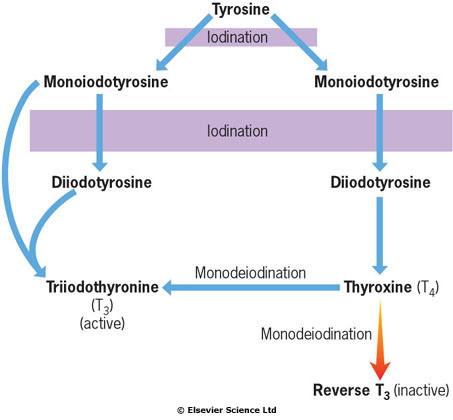 Tyrosine
Iodination
Monoiodotyrosine Monoiodotyrosine
Iodination
Diiodotyrosine Diiodotyrosine
Monodeiodination
Triiodothyronine Thyroxine (T4)
(T3)
(active)
Monodeiodination
Reverse T3 (inactive)
© Elsevier Science Ltd